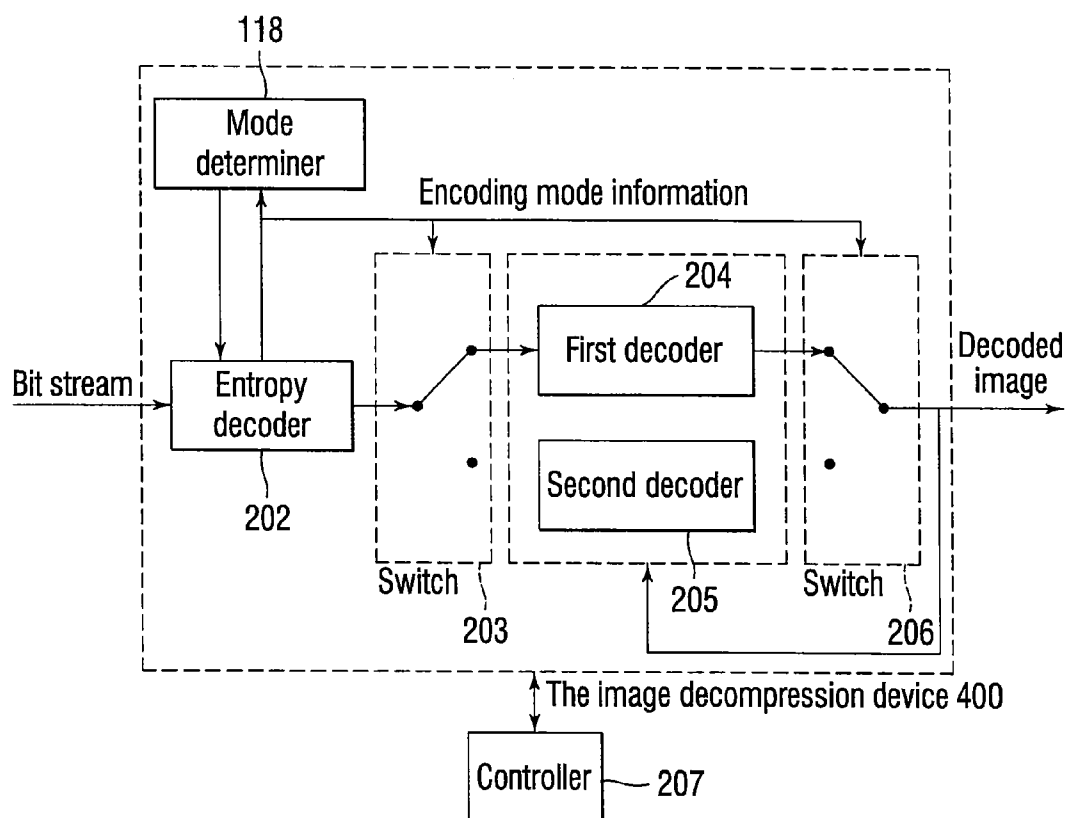 118
Mode
determiner
Encoding mode information
204
First decoder
Decoded
image
Bit stream
Entropy
decoder
Second decoder
202
Switch
203
205
Switch
206
The image decompression device 400
Controller
207